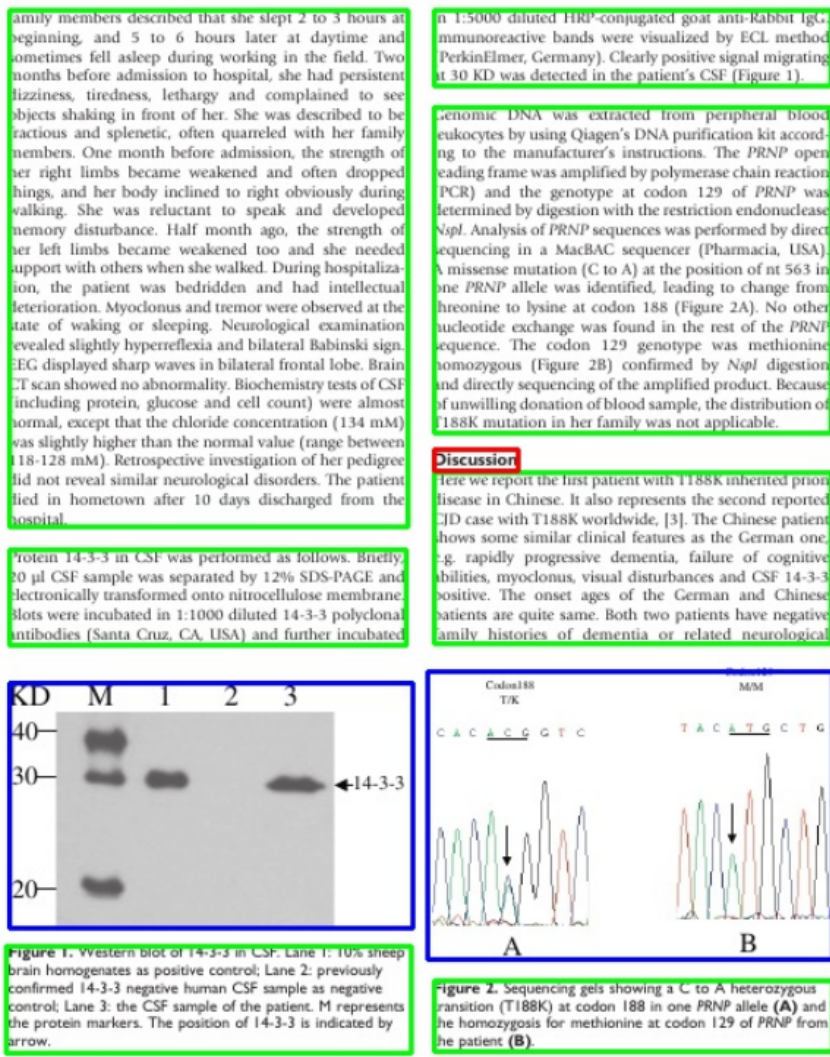 family members described that she slept 2 to 3 hours at
beginning, and 5 to 6 hours later at daytime and
sometimes fell asleep during working in the field. Two
months before admission to hospital, she had persistent
dizziness, tiredness, lethargy and complained to see
objects shaking in front of her. She was described to be
fractious and splenetic, often quarreled with her family
members. One month before admission, the strength of
her right limbs became weakened and often dropped
things, and her body inclined to right obviously during
walking. She was reluctant to speak and developed
memory disturbance. Half month ago, the strength of
her left limbs became weakened too and she needed
support with others when she walked. During hospitaliza-
tion, the patient was bedridden and had intellectual
deterioration. Myoclonus and tremor were observed at the
state of waking or sleeping. Neurological examination
revealed slightly hyperreflexia and bilateral Babinski sign.
EEG displayed sharp waves in bilateral frontal lobe. Brain
CT scan showed no abnormality. Biochemistry tests of CSF
(including protein, glucose and cell count) were almost
normal, except that the chloride concentration (134 mM)
was slightly higher than the normal value (range between
118-128 mM). Retrospective investigation of her pedigree
did not reveal similar neurological disorders. The patient
died in hometown after 10 days discharged from the
hospital.
Protein 14-3-3 in CSF was performed as follows. Briefly,
20 μl CSF sample was separated by 12% SDS-PAGE and
electronically transformed onto nitrocellulose membrane.
Blots were incubated in 1:1000 diluted 14-3-3 polyclonal
antibodies (Santa Cruz, CA, USA) and further incubated
in 1:5000 diluted HRP-conjugated goat anti-Rabbit IgG.
Immunoreactive bands were visualized by ECL method
(PerkinElmer, Germany). Clearly positive signal migrating
at 30 KD was detected in the patient's CSF (Figure 1).
Genomic DNA was extracted from peripheral blood
leukocytes by using Qiagen's DNA purification kit accord-
ing to the manufacturer's instructions. The PRNP open
reading frame was amplified by polymerase chain reaction
(PCR) and the genotype at codon 129 of PRNP was
determined by digestion with the restriction endonuclease
NspI. Analysis of PRNP sequences was performed by direct
sequencing in a MacBAC sequencer (Pharmacia, USA).
A missense mutation (C to A) at the position of nt 563 in
one PRNP allele was identified, leading to change from
threonine to lysine at codon 188 (Figure 2A). No other
nucleotide exchange was found in the rest of the PRNP
sequence. The codon 129 genotype was methionine
homozygous (Figure 2B) confirmed by NspI digestion
and directly sequencing of the amplified product. Because
of unwilling donation of blood sample, the distribution of
T188K mutation in her family was not applicable.
Discussion
Here we report the first patient with T188K inherited prion
disease in Chinese. It also represents the second reported
CJD case with T188K worldwide, [3]. The Chinese patient
shows some similar clinical features as the German one,
e.g. rapidly progressive dementia, failure of cognitive
abilities, myoclonus, visual disturbances and CSF 14-3-3
positive. The onset ages of the German and Chinese
patients are quite same. Both two patients have negative
family histories of dementia or related neurological
KD M 1 2 3
40
30
14-3-3
20
Figure 1. Western blot of 14-3-3 in CSF. Lane 1: 10% sheep
brain homogenates as positive control; Lane 2: previously
confirmed 14-3-3 negative human CSF sample as negative
control; Lane 3: the CSF sample of the patient. M represents
the protein markers. The position of 14-3-3 is indicated by
arrow.
Codon188
T/K
C A C A C G G T C
A
M/M
T A C A T G C T G
B
Figure 2. Sequencing gels showing a C to A heterozygous
transition (T188K) at codon 188 in one PRNP allele (A) and
the homozygosis for methionine at codon 129 of PRNP from
the patient (B).